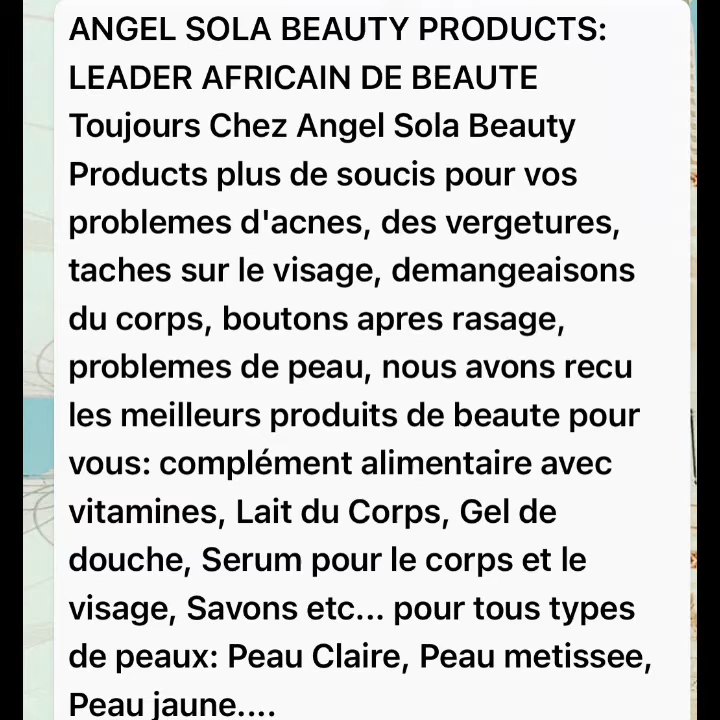 ANGEL SOLA BEAUTY PRODUCTS:
LEADER AFRICAIN DE BEAUTE
Toujours Chez Angel Sola Beauty
Products plus de soucis pour vos
problemes d'acnes, des vergetures,
taches sur le visage, demangeaisons
du corps, boutons apres rasage,
problemes de peau, nous avons recu
les meilleurs produits de beaute pour
vous: complément alimentaire avec
vitamines, Lait du Corps, Gel de
douche, Serum pour le corps et le
visage, Savons etc... pour tous types
de peaux: Peau Claire, Peau metissee,
Peau jaune....